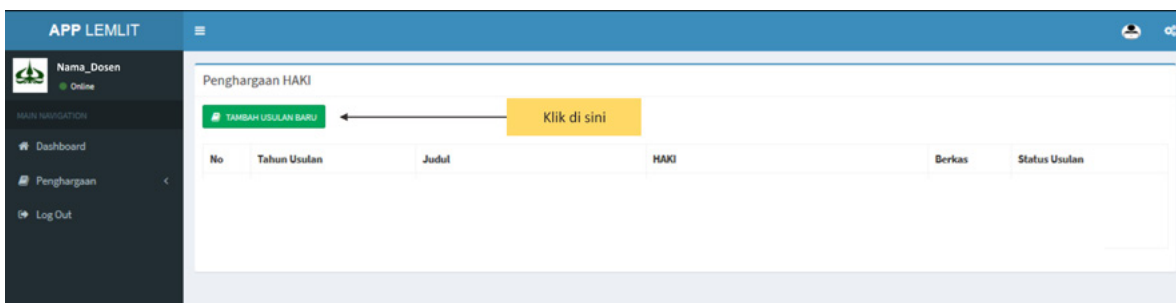 APP LEMLIT
Nama_Dosen
Online
MAIN NAVIGATION
Dashboard
Penghargaan
Log Out
Penghargaan HAKI
TAMBAH USULAN BARU
Klik di sini
No Tahun Usulan Judul HAKI Berkas Status Usulan